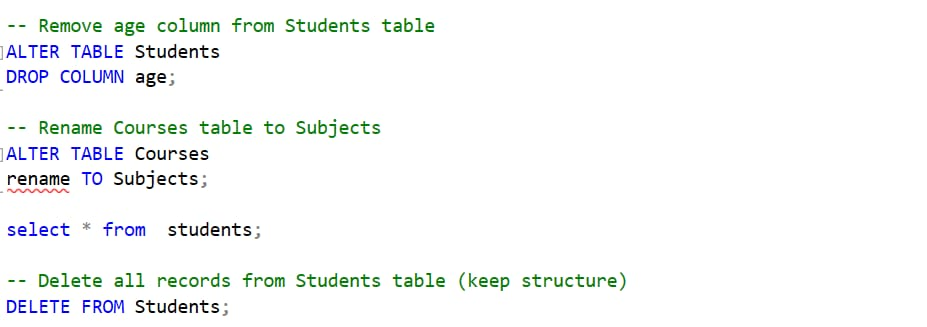 -- Remove age column from Students table
ALTER TABLE Students
DROP COLUMN age;
-- Rename Courses table to Subjects
ALTER TABLE Courses
rename TO Subjects;
select * from  students;
-- Delete all records from Students table (keep structure)
DELETE FROM Students;